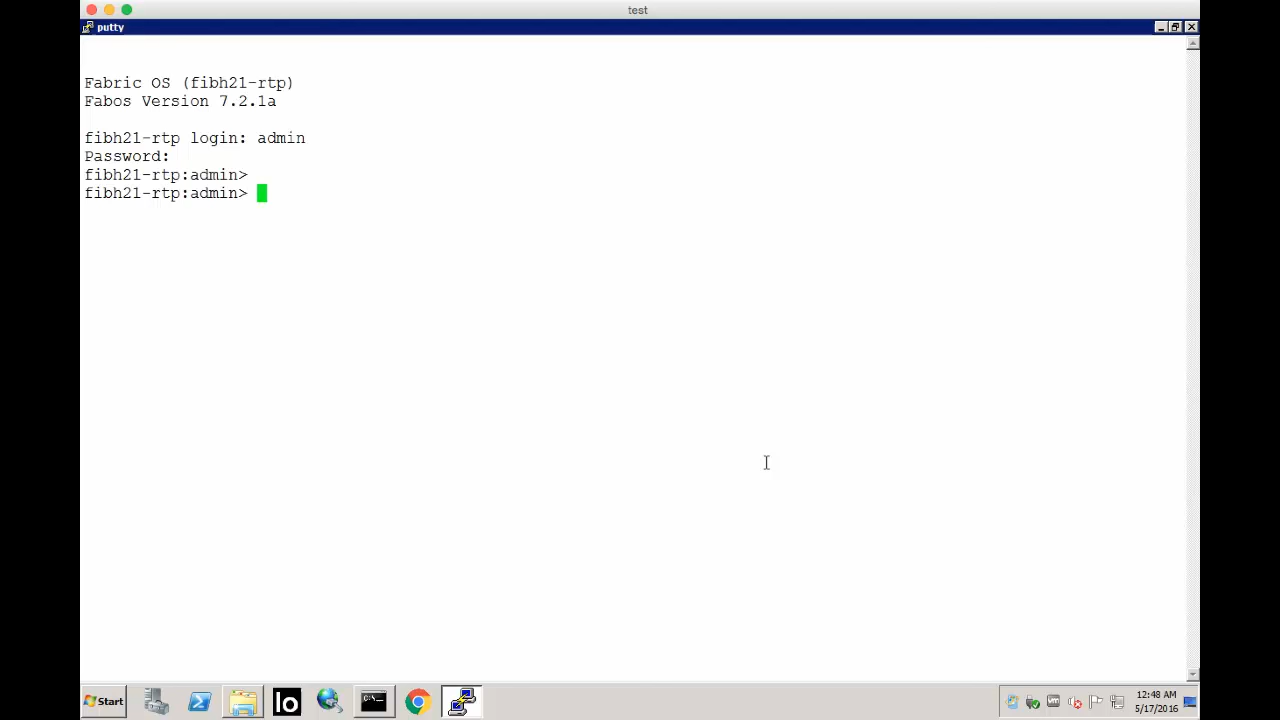 test
putty
Fabric OS (fibh21-rtp)
Fabos Version 7.2.1a
fibh21-rtp login: admin
Password:
fibh21-rtp:admin>
fibh21-rtp:admin>
Start
lo
C:\_
12:48 AM
5/17/2016